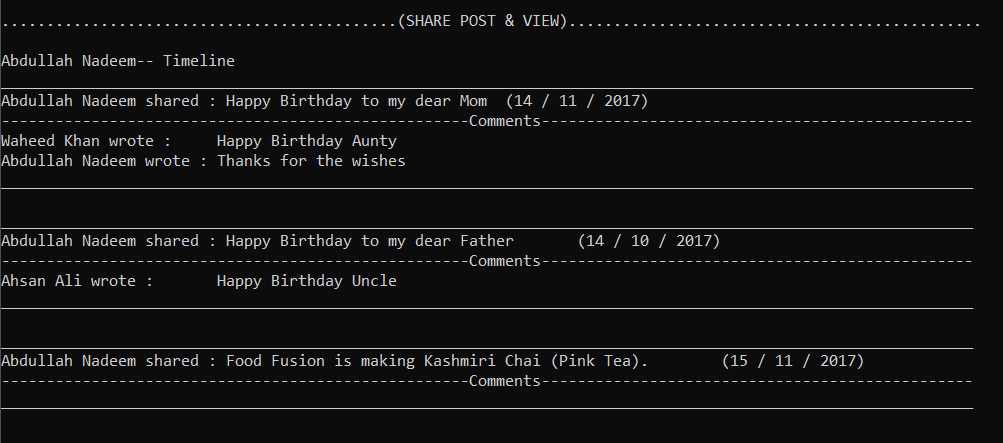 ............................................(SHARE POST & VIEW)..............................................
Abdullah Nadeem-- Timeline
Abdullah Nadeem shared : Happy Birthday to my dear Mom  (14 / 11 / 2017)
----------------------------------------------------Comments------------------------------------------------
Waheed Khan wrote :     Happy Birthday Aunty
Abdullah Nadeem wrote : Thanks for the wishes
Abdullah Nadeem shared : Happy Birthday to my dear Father       (14 / 10 / 2017)
----------------------------------------------------Comments------------------------------------------------
Ahsan Ali wrote :       Happy Birthday Uncle
Abdullah Nadeem shared : Food Fusion is making Kashmiri Chai (Pink Tea).        (15 / 11 / 2017)
----------------------------------------------------Comments------------------------------------------------